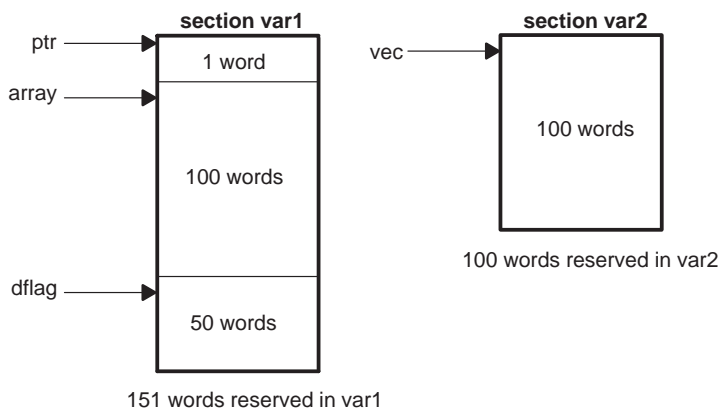 section var1
ptr
1 word
array
100 words
dflag
50 words
151 words reserved in var1
section var2
vec
100 words
100 words reserved in var2